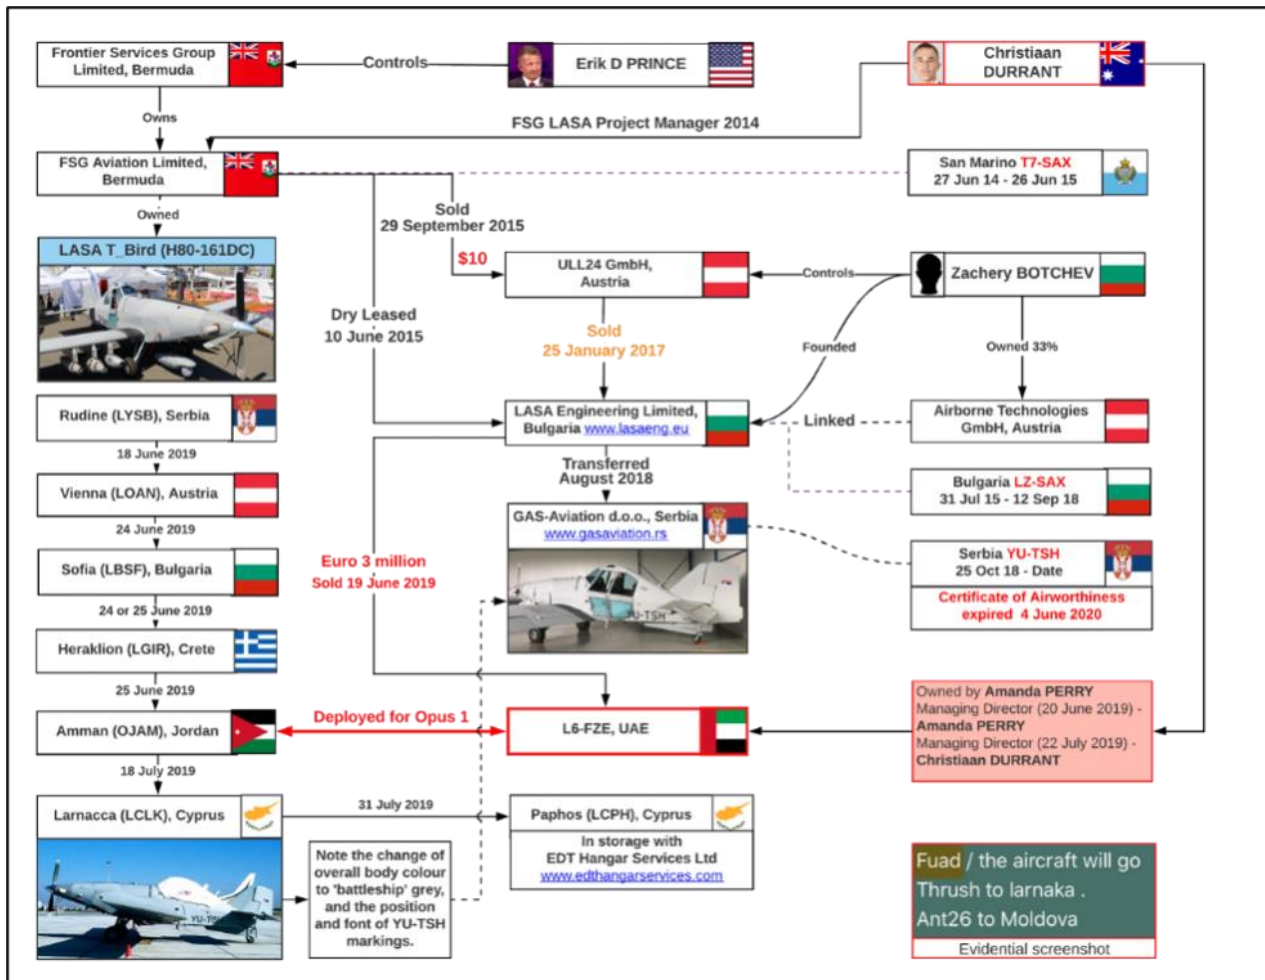 Frontier Services Group
Limited, Bermuda
Controls
Erik D PRINCE
Christiaan
DURRANT
Owns
FSG LASA Project Manager 2014
FSG Aviation Limited,
Bermuda
San Marino T7-SAX
27 Jun 14 - 26 Jun 15
Owned
Sold
29 September 2015
LASA T_Bird (H80-161DC)
$10
ULL24 GmbH,
Austria
Controls
Zachery BOTCHEV
Dry Leased
10 June 2015
Sold
25 January 2017
Founded
Owned 33%
Rudine (LYSB), Serbia
LASA Engineering Limited,
Bulgaria www.lasaeng.eu
Linked
Airborne Technologies
GmbH, Austria
18 June 2019
Transferred
August 2018
Vienna (LOAN), Austria
Bulgaria LZ-SAX
31 Jul 15 - 12 Sep 18
24 June 2019
GAS-Aviation d.o.o., Serbia
www.gasaviation.rs
YU-TSH
Sofia (LBSF), Bulgaria
Euro 3 million
Sold 19 June 2019
Serbia YU-TSH
25 Oct 18 - Date
Certificate of Airworthiness
expired 4 June 2020
24 or 25 June 2019
Heraklion (LGIR), Crete
25 June 2019
Amman (OJAM), Jordan
Deployed for Opus 1
L6-FZE, UAE
Owned by Amanda PERRY
Managing Director (20 June 2019) -
Amanda PERRY
Managing Director (22 July 2019) -
Christiaan DURRANT
18 July 2019
Larnacca (LCLK), Cyprus
31 July 2019
Paphos (LCPH), Cyprus
In storage with
EDT Hangar Services Ltd
www.edthangarservices.com
YU-TSH
Note the change of
overall body colour
to 'battleship' grey,
and the position
and font of YU-TSH
markings.
Fuad / the aircraft will go
Thrush to larnaka .
Ant26 to Moldova
Evidential screenshot